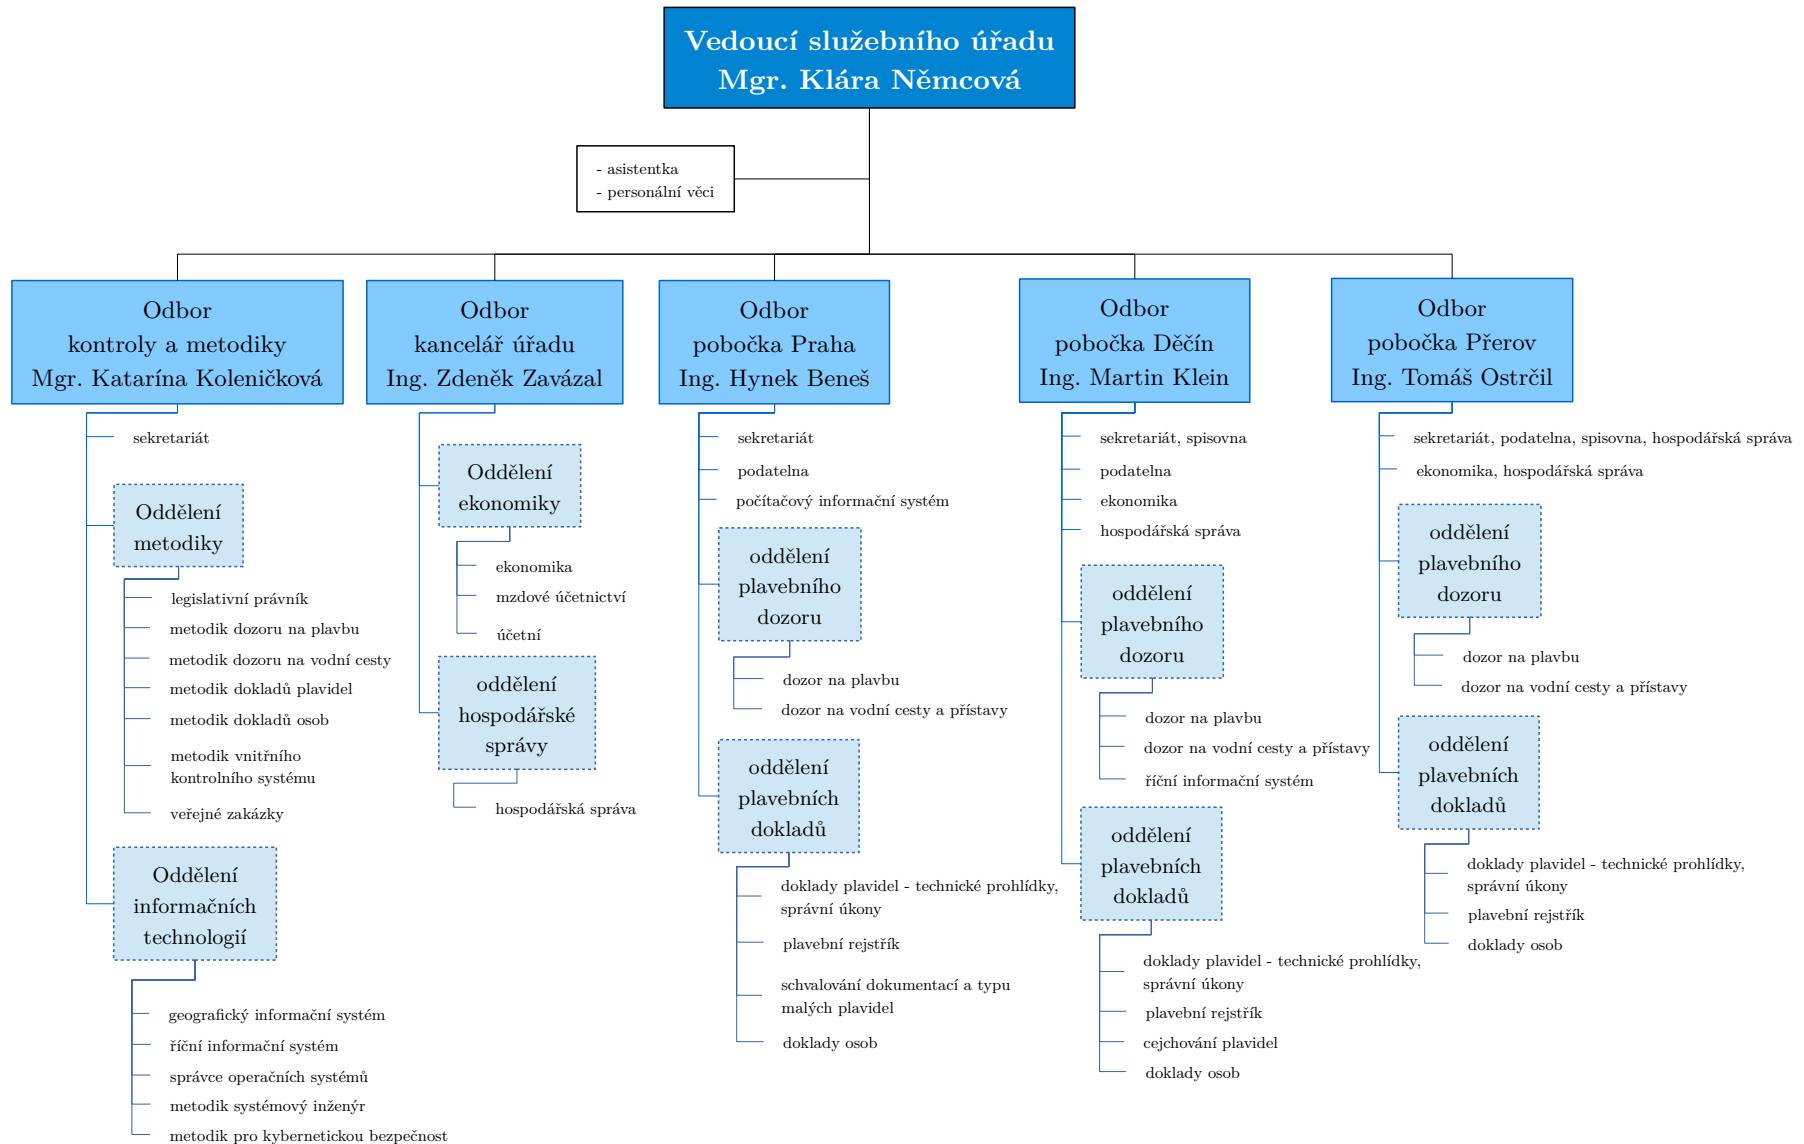 Vedoucí služebního úřadu
Mgr. Klára Němcová
- asistentka
- personální věci
Odbor
kontroly a metodiky
Mgr. Katarína Koleničková
sekretariát
Oddělení
metodiky
legislativní právník
metodik dozoru na plavbu
metodik dozoru na vodní cesty
metodik dokladů plavidel
metodik dokladů osob
metodik vnitřního
kontrolního systému
veřejné zakázky
Oddělení
informačních
technologií
geografický informační systém
říční informační systém
správce operačních systémů
metodik systémový inženýr
metodik pro kybernetickou bezpečnost
Odbor
kancelář úřadu
Ing. Zdeněk Zavázal
Oddělení
ekonomiky
ekonomika
mzdové účetnictví
účetní
oddělení
hospodářské
správy
hospodářská správa
Odbor
pobočka Praha
Ing. Hynek Beneš
sekretariát
podatelna
počítačový informační systém
oddělení
plavebního
dozoru
dozor na plavbu
dozor na vodní cesty a přístavy
oddělení
plavebních
dokladů
doklady plavidel - technické prohlídky,
správní úkony
plavební rejstřík
schvalování dokumentací a typu
malých plavidel
doklady osob
Odbor
pobočka Děčín
Ing. Martin Klein
sekretariát, spisovna
podatelna
ekonomika
hospodářská správa
oddělení
plavebního
dozoru
dozor na plavbu
dozor na vodní cesty a přístavy
říční informační systém
oddělení
plavebních
dokladů
doklady plavidel - technické prohlídky,
správní úkony
plavební rejstřík
cejchování plavidel
doklady osob
Odbor
pobočka Přerov
Ing. Tomáš Ostrčil
sekretariát, podatelna, spisovna, hospodářská správa
ekonomika, hospodářská správa
oddělení
plavebního
dozoru
dozor na plavbu
dozor na vodní cesty a přístavy
oddělení
plavebních
dokladů
doklady plavidel - technické prohlídky,
správní úkony
plavební rejstřík
doklady osob